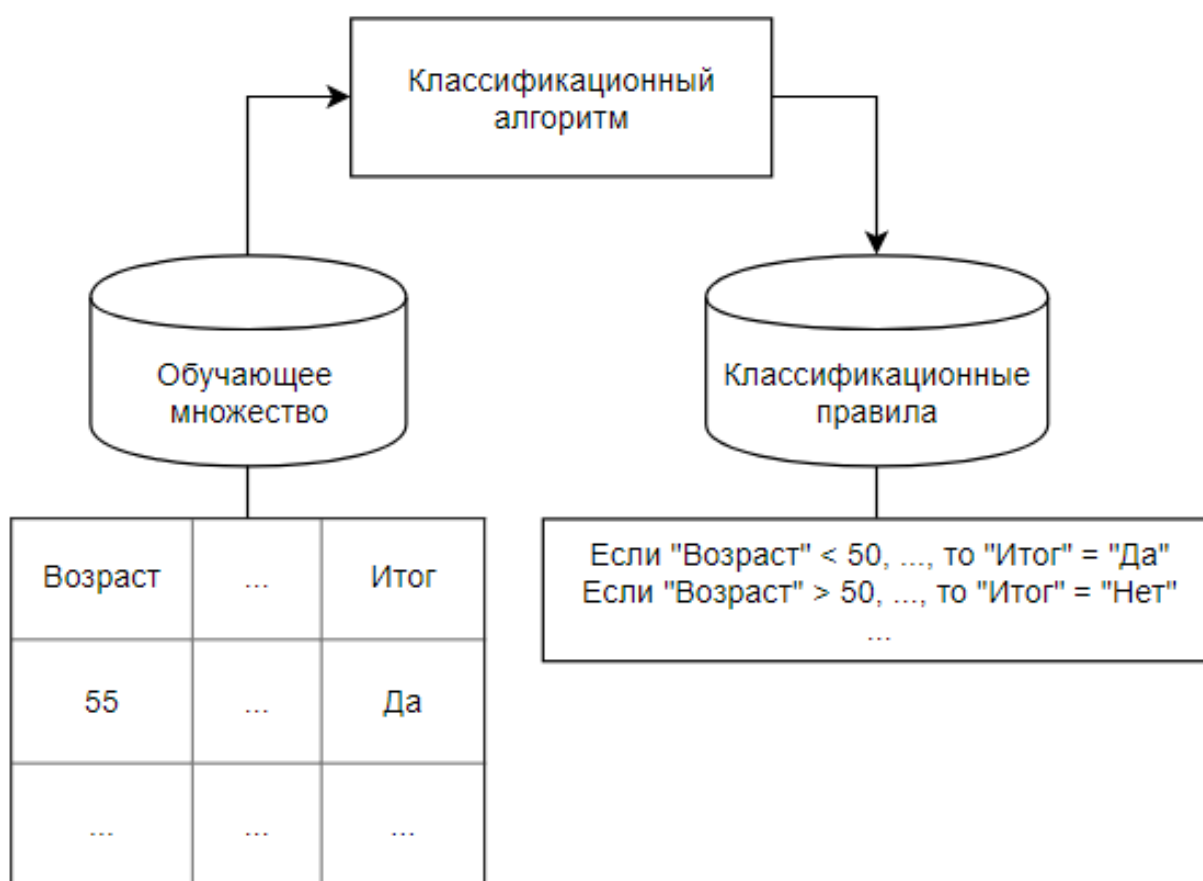 Классификационный
алгоритм
Обучающее
множество
Классификационные
правила
Возраст ... Итог
55 ... Да
... ... ...
Если "Возраст" < 50, ..., то "Итог" = "Да"
Если "Возраст" > 50, ..., то "Итог" = "Нет"
...